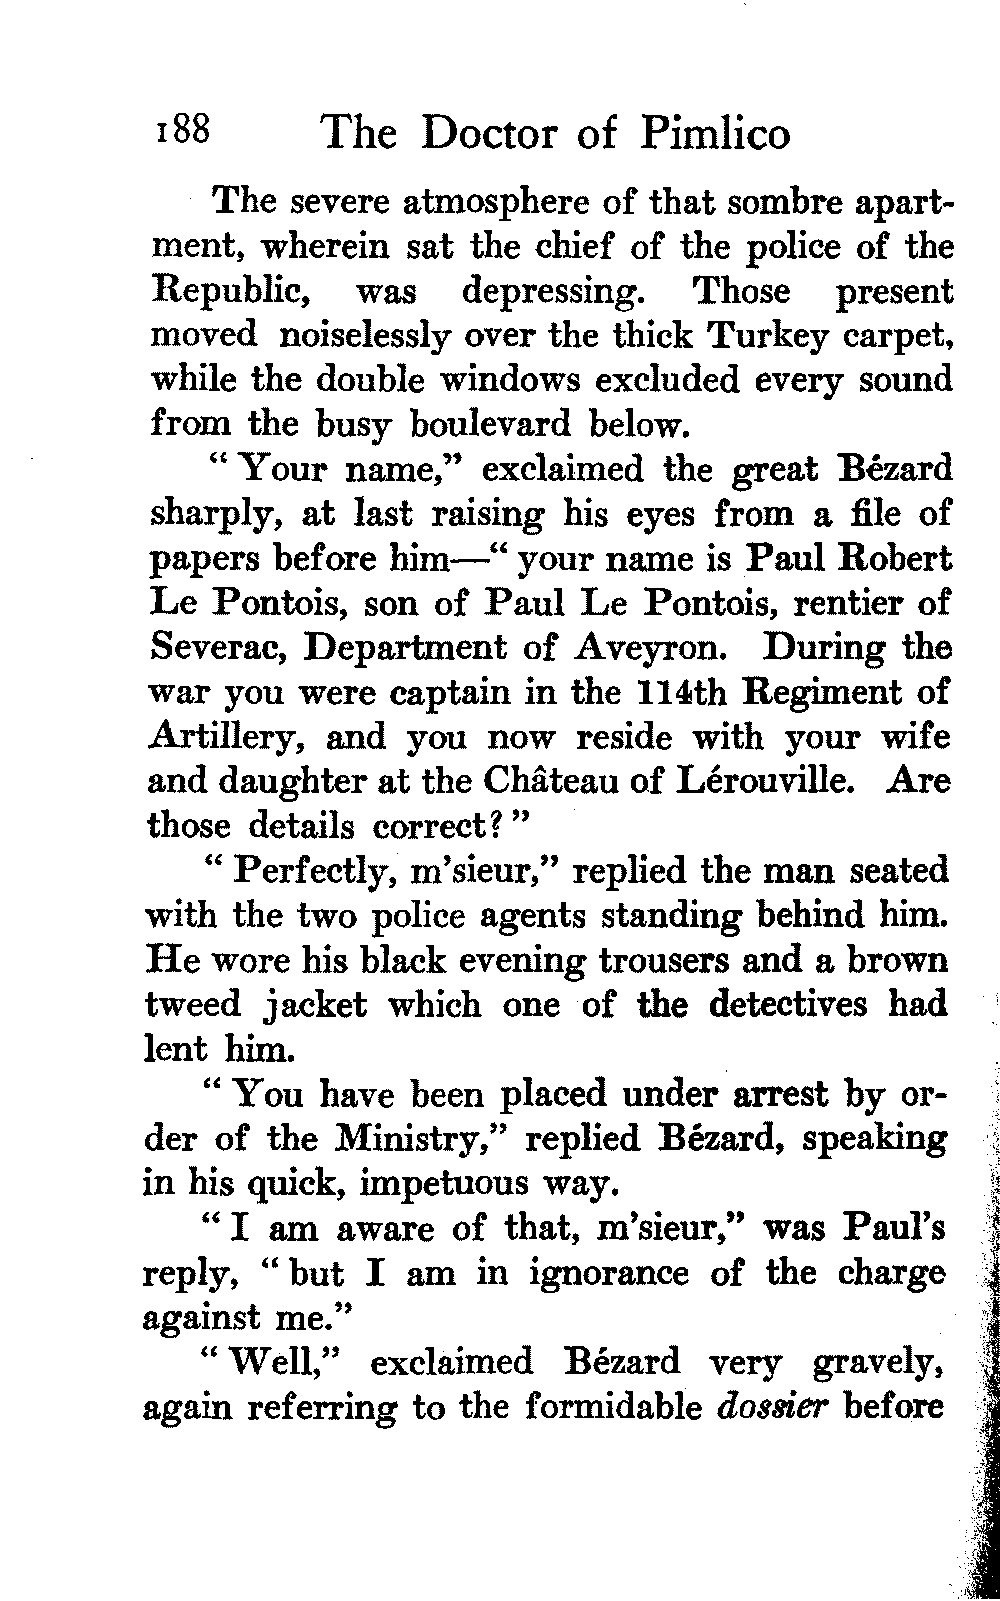 188 The Doctor of Pimlico
The severe atmosphere of that sombre apart-
ment, wherein sat the chief of the police of the
Republic, was depressing. Those present
moved noiselessly over the thick Turkey carpet,
while the double windows excluded every sound
from the busy boulevard below.
“Your name,” exclaimed the great Bézard
sharply, at last raising his eyes from a file of
papers before him—“your name is Paul Robert
Le Pontois, son of Paul Le Pontois, rentier of
Severac, Department of Aveyron. During the
war you were captain in the 114th Regiment of
Artillery, and you now reside with your wife
and daughter at the Château of Lérouville. Are
those details correct?”
“Perfectly, m’sieur,” replied the man seated
with the two police agents standing behind him.
He wore his black evening trousers and a brown
tweed jacket which one of the detectives had
lent him.
“You have been placed under arrest by or-
der of the Ministry,” replied Bézard, speaking
in his quick, impetuous way.
“I am aware of that, m’sieur,” was Paul’s
reply, “but I am in ignorance of the charge
against me.”
“Well,” exclaimed Bézard very gravely,
again referring to the formidable dossier before